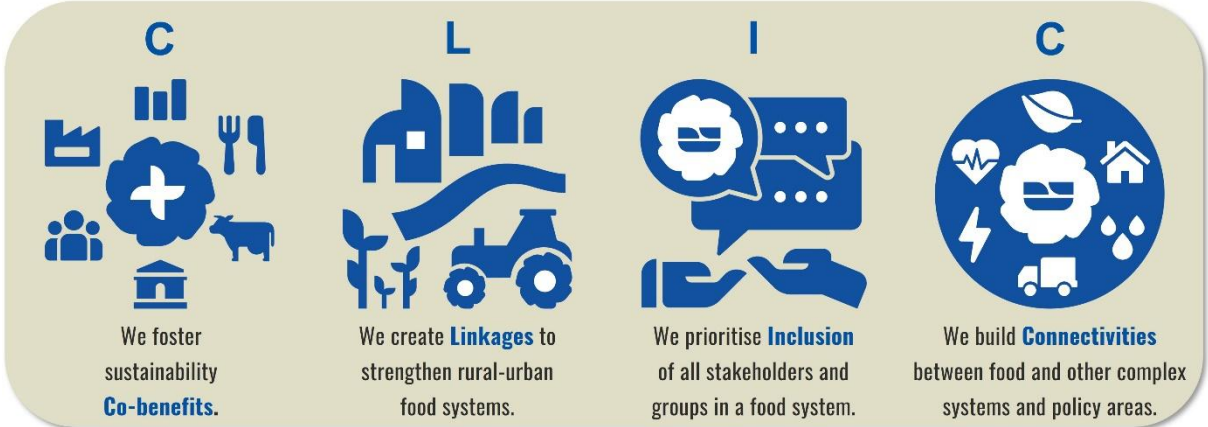 C
We foster
sustainability
Co-benefits.
L
We create Linkages to
strengthen rural-urban
food systems.
I
We prioritise Inclusion
of all stakeholders and
groups in a food system.
C
We build Connectivities
between food and other complex
systems and policy areas.